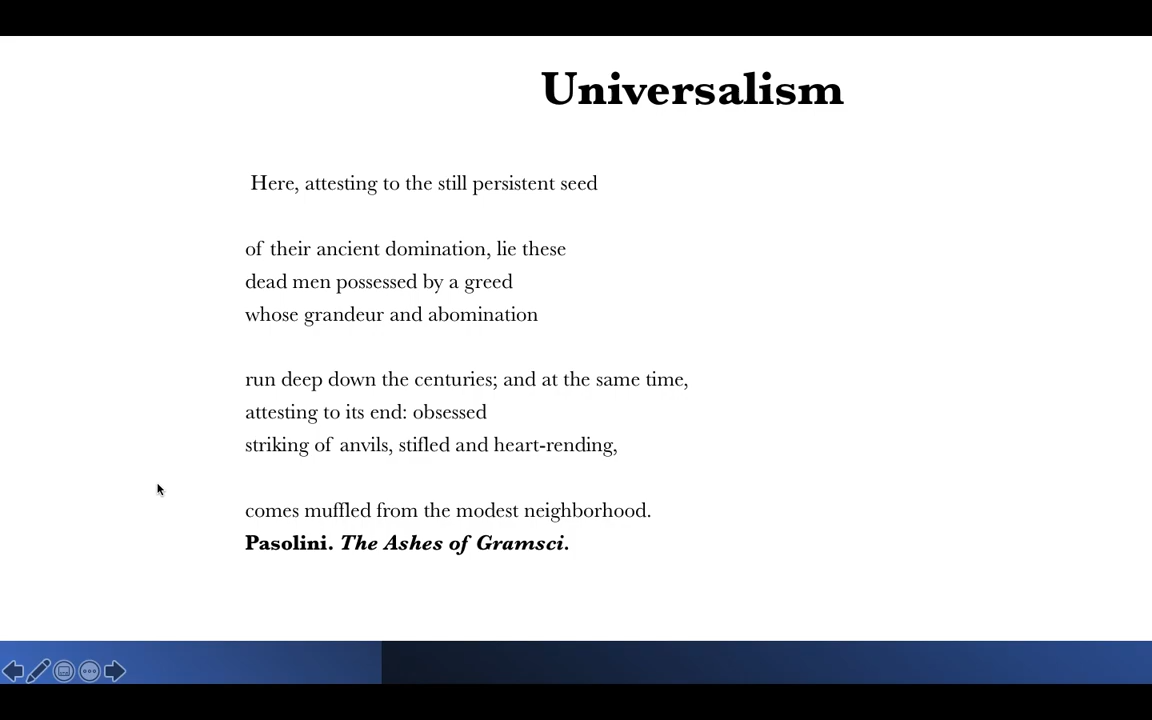 Universalism
Here, attesting to the still persistent seed
of their ancient domination, lie these
dead men possessed by a greed
whose grandeur and abomination
run deep down the centuries; and at the same time,
attesting to its end: obsessed
striking of anvils, stifled and heart-rending,
comes muffled from the modest neighborhood.
Pasolini. The Ashes of Gramsci.